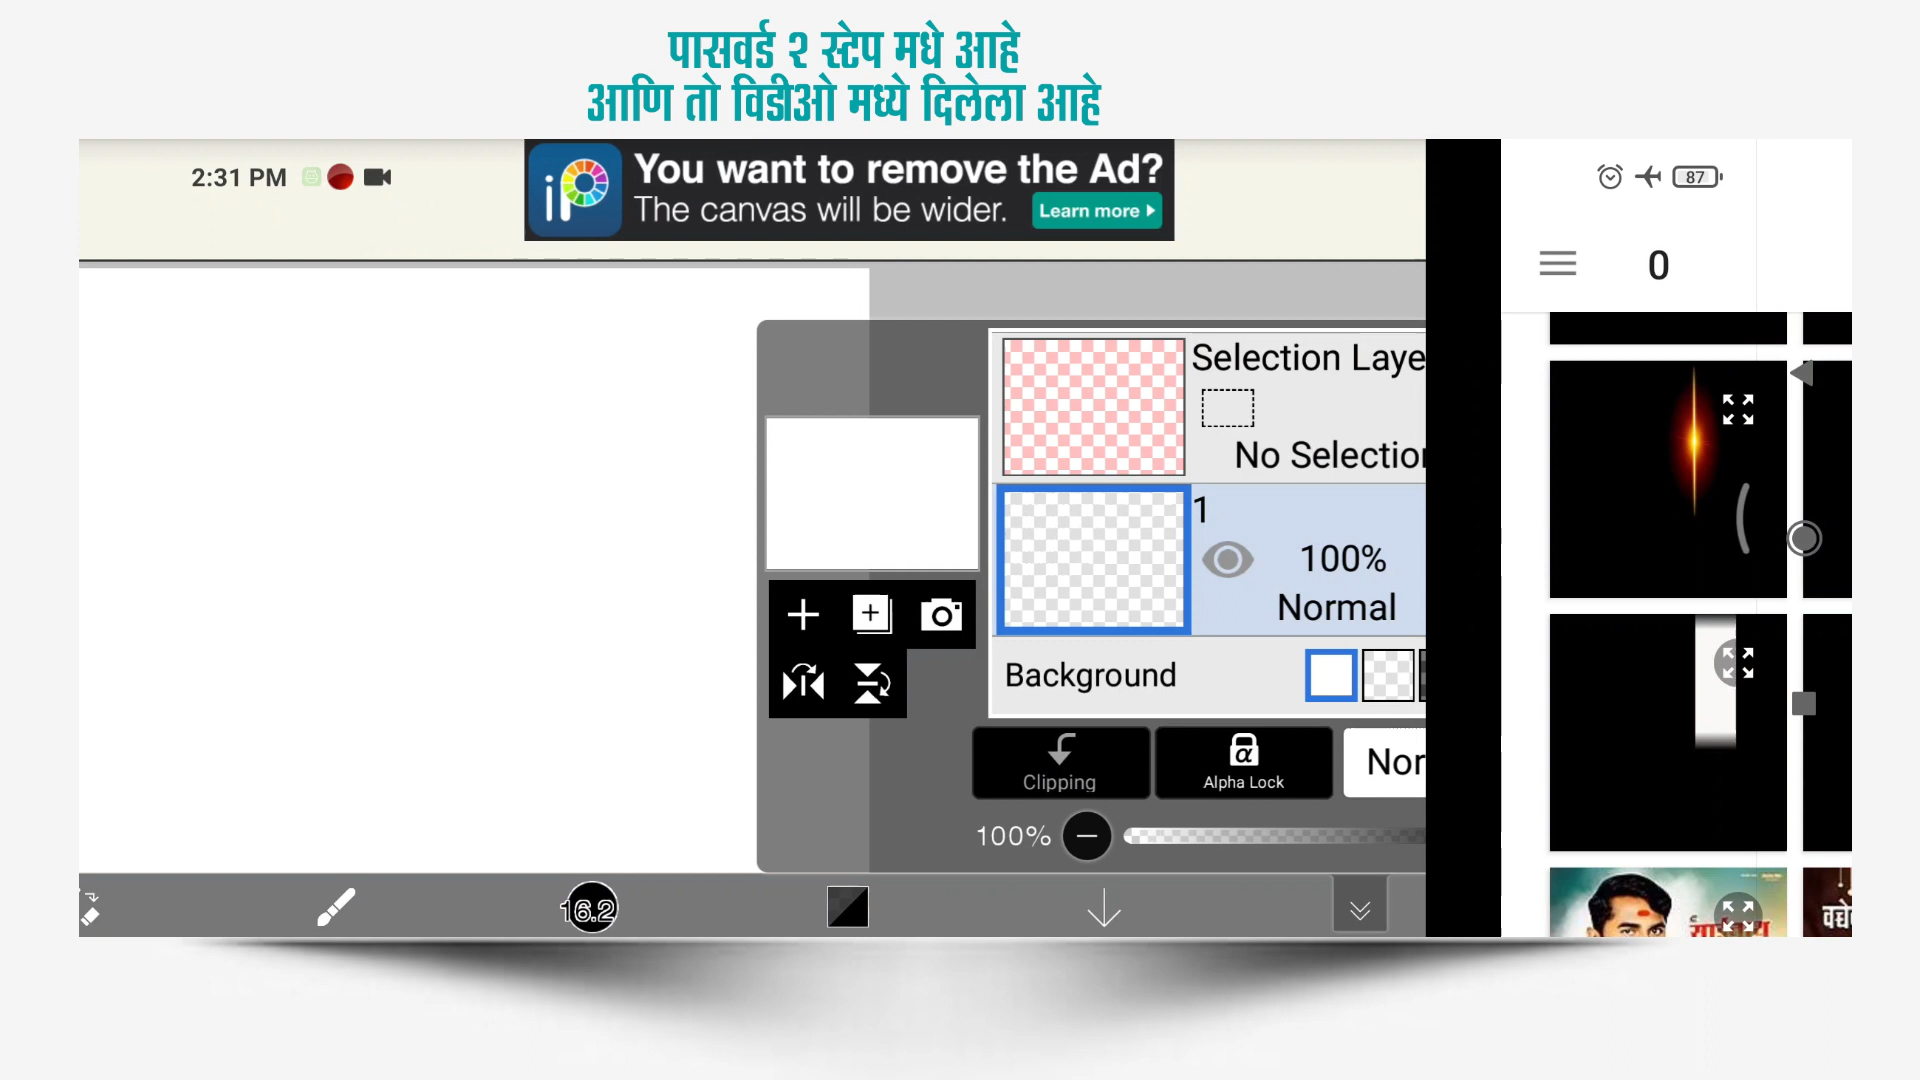 पासवर्ड २ स्टेप मधे आहे
आणि तो विडीओ मध्ये दिलेला आहे
2:31 PM
You want to remove the Ad?
The canvas will be wider.
Learn more
iP
87
0
Selection Laye
No Selection
1
100%
Normal
Background
Clipping
α
Alpha Lock
Nor
100%
16.2